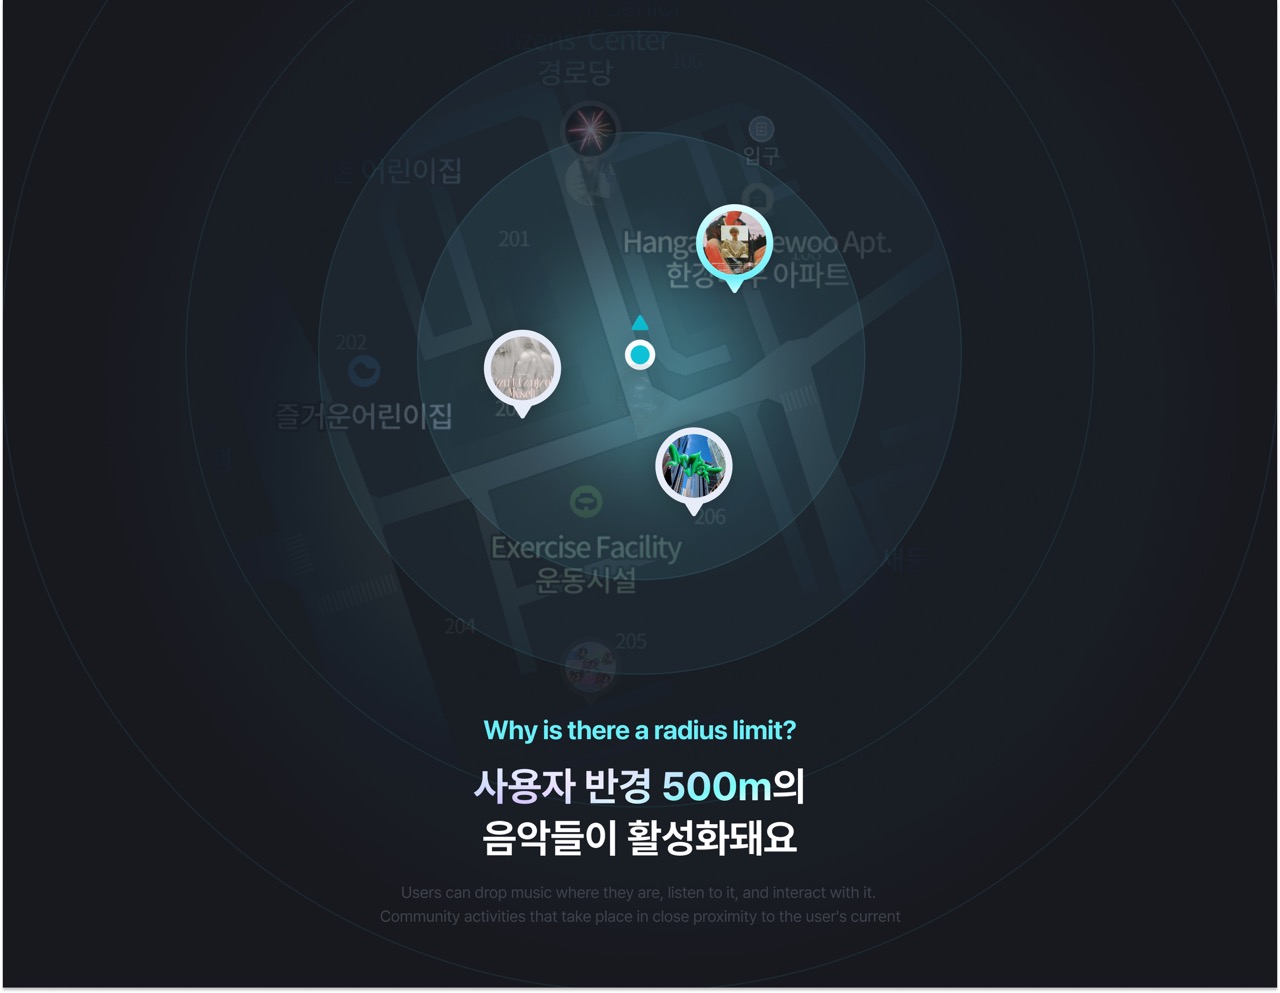 Citizens' Center
경로당
106
입구
어린이집
201
Hanga ewoo Apt.
한강 우 아파트
202
즐거운어린이집
206
Exercise Facility
운동시설
204
205
Why is there a radius limit?
사용자 반경 500m의
음악들이 활성화돼요
Users can drop music where they are, listen to it, and interact with it.
Community activities that take place in close proximity to the user's current